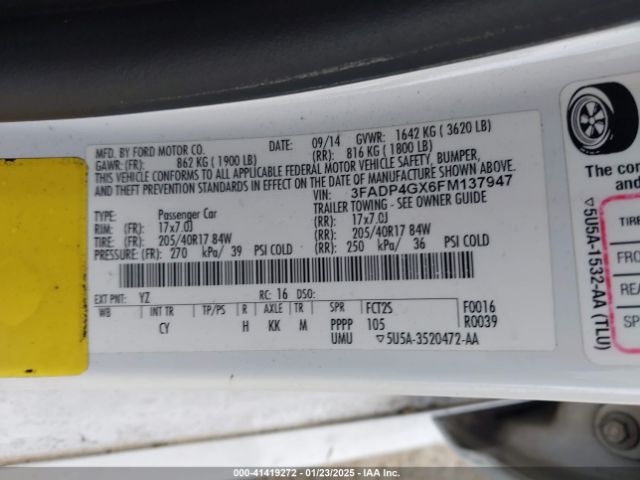 MFD. BY FORD MOTOR CO.
DATE: 09/14 GVWR: 1642 KG ( 3620 LB)
GAWR: (FR): 862 KG ( 1900 LB) (RR): 816 KG ( 1800 LB)
THIS VEHICLE CONFORMS TO ALL APPLICABLE FEDERAL MOTOR VEHICLE SAFETY, BUMPER,
AND THEFT PREVENTION STANDARDS IN EFFECT ON THE DATE OF MANUFACTURE SHOWN ABOVE.
VIN: 3FADP4GX6FM137947
TYPE: Passenger Car TRAILER TOWING - SEE OWNER GUIDE
RIM: (FR): 17x7.0J (RR): 17x7.0J
TIRE: (FR): 205/40R17 84W (RR): 205/40R17 84W
PRESSURE: (FR): 270 kPa/ 39 PSI COLD (RR): 250 kPa/ 36 PSI COLD
EXT PNT: YZ RC: 16 DSO: F0016
WB INT TR TP/PS R AXLE TR SPR FCT2S R0039
CY H KK M PPPP 105
UMU ▽5U5A-3520472-AA
The con
and
▽5U5A-1532-AA (TLU)
TIRE
FRO
REA
SP
000-41419272 - 01/23/2025 - IAA HOLDINGS, LLC